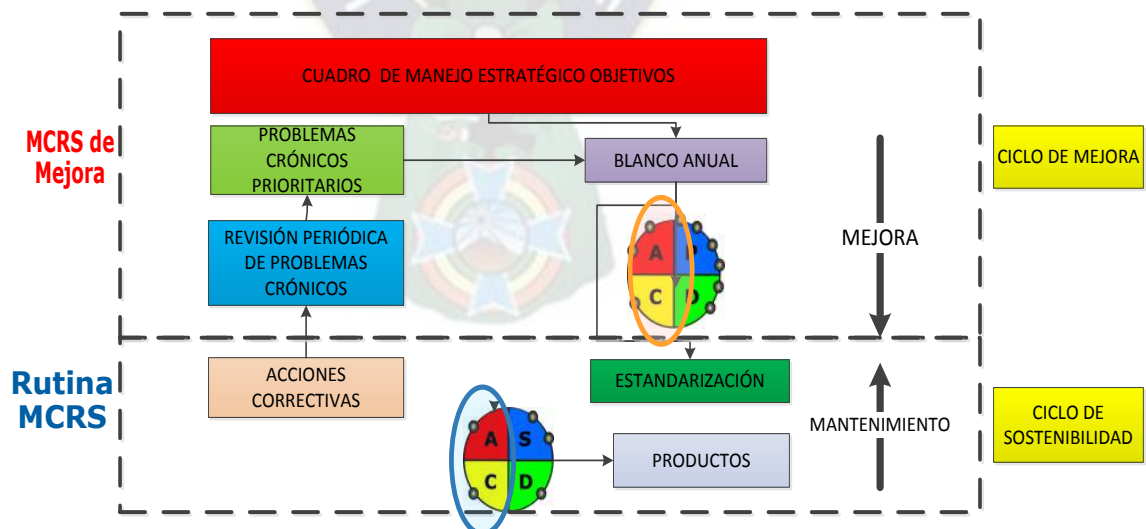 CUADRO DE MANEJO ESTRATÉGICO OBJETIVOS
MCRS de
Mejora
PROBLEMAS
CRÓNICOS
PRIORITARIOS
BLANCO ANUAL
CICLO DE MEJORA
REVISIÓN PERIÓDICA
DE PROBLEMAS
CRÓNICOS
A P
C D
MEJORA
Rutina
MCRS
ACCIONES
CORRECTIVAS
ESTANDARIZACIÓN
MANTENIMIENTO
CICLO DE
SOSTENIBILIDAD
A S
C D
PRODUCTOS